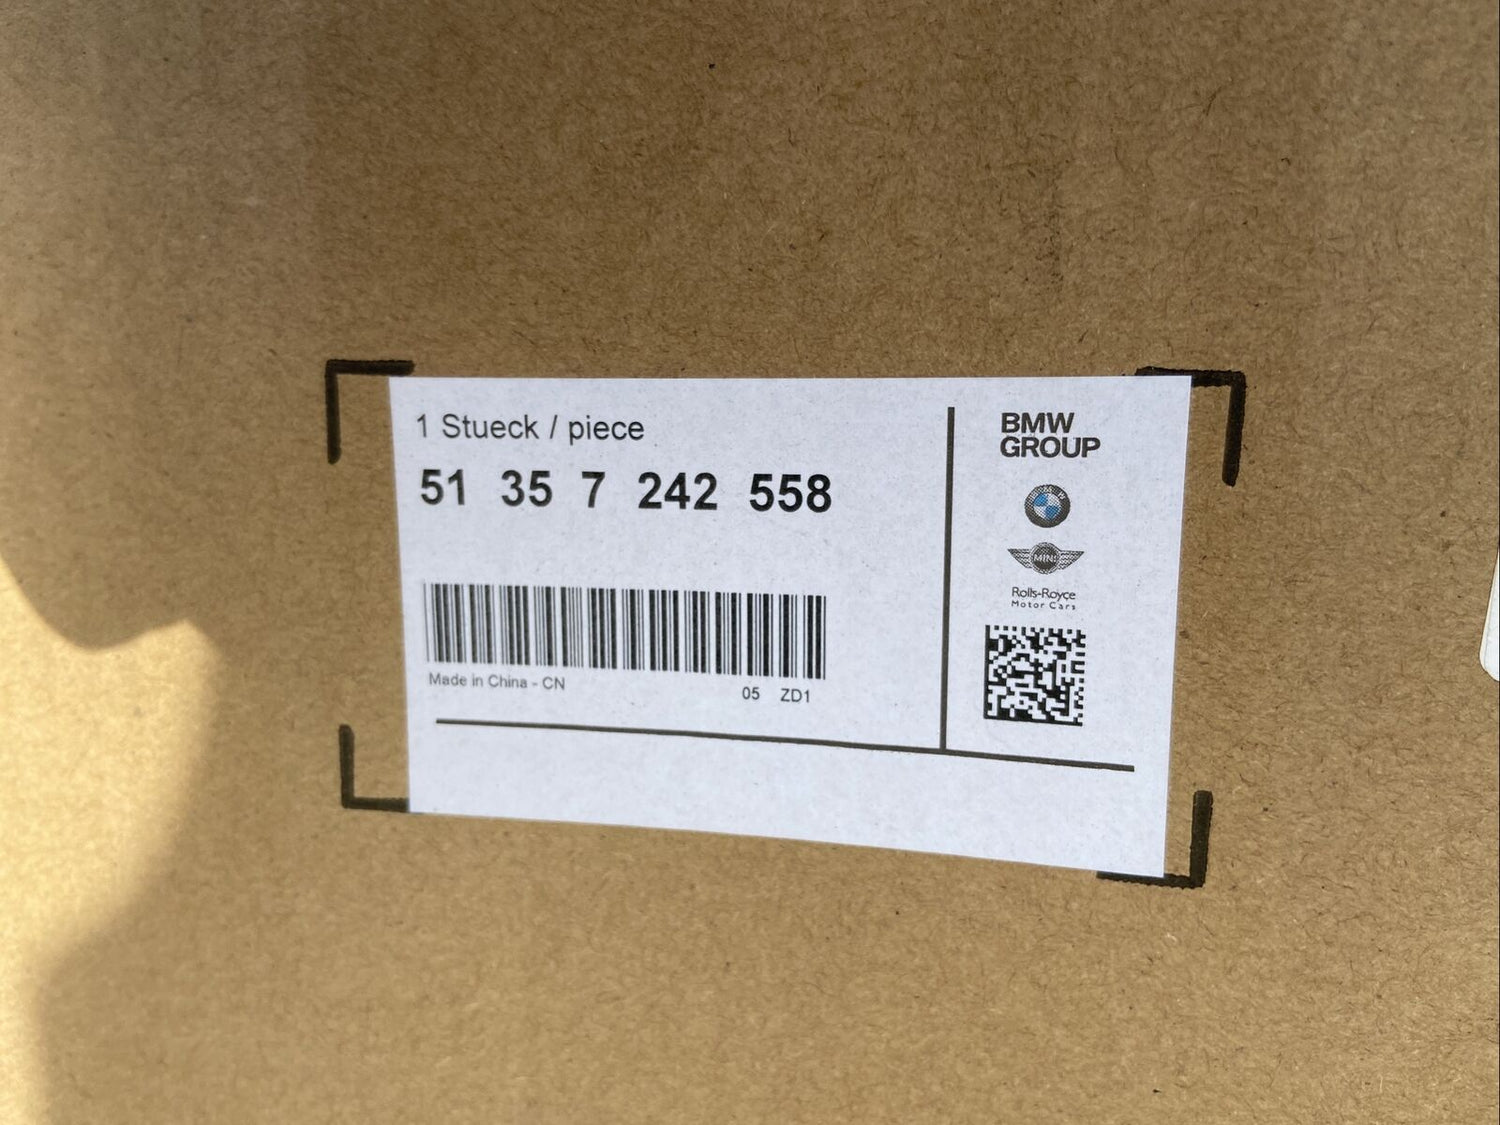 1 Stueck / piece
51 35 7 242 558
Made in China - CN
05 ZD1
BMW
GROUP
MINI
Rolls-Royce
Motor Cars